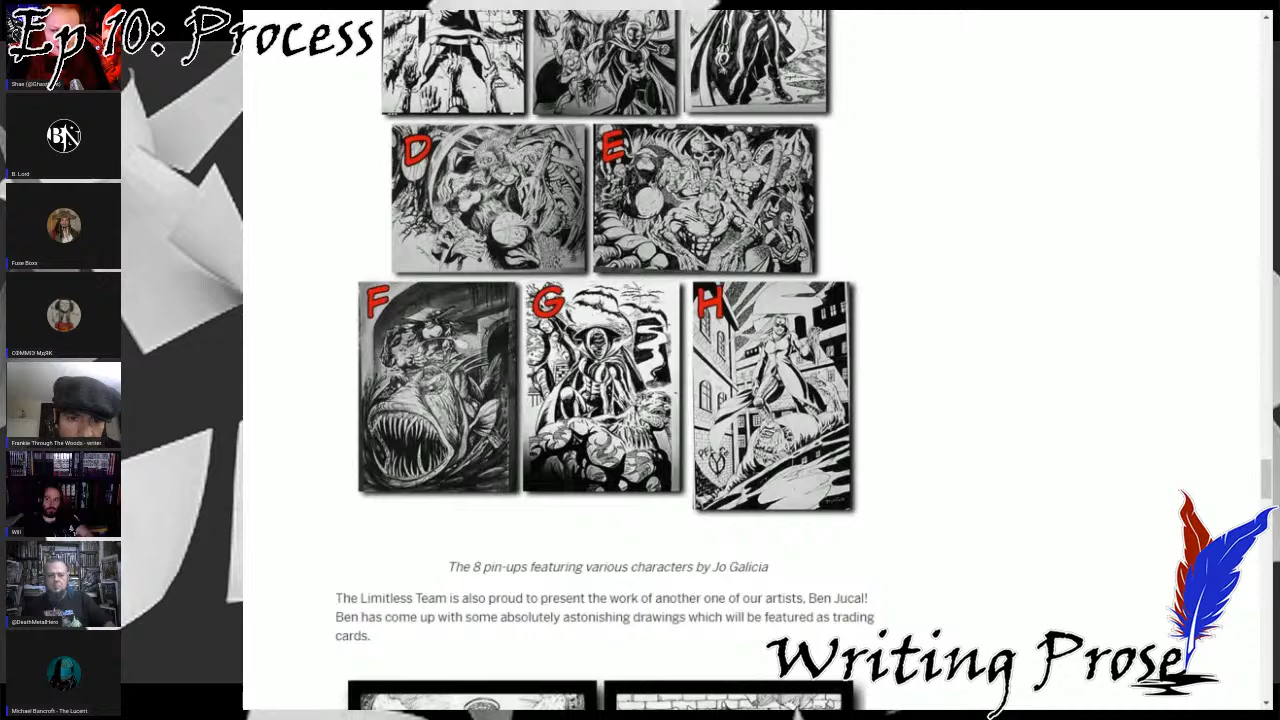 Ep 10: Process
B. Lord
Fuse Boxx
C0MMI3 MдRK
Frankie Through The Woods - writer
Will
@DeathMetalHero
Michael Bancroft - The Lucent
D
E
F
G
H
The 8 pin-ups featuring various characters by Jo Galicia
The Limitless Team is also proud to present the work of another one of our artists, Ben Jucal!
Ben has come up with some absolutely astonishing drawings which will be featured as trading
cards.
Writing Prose